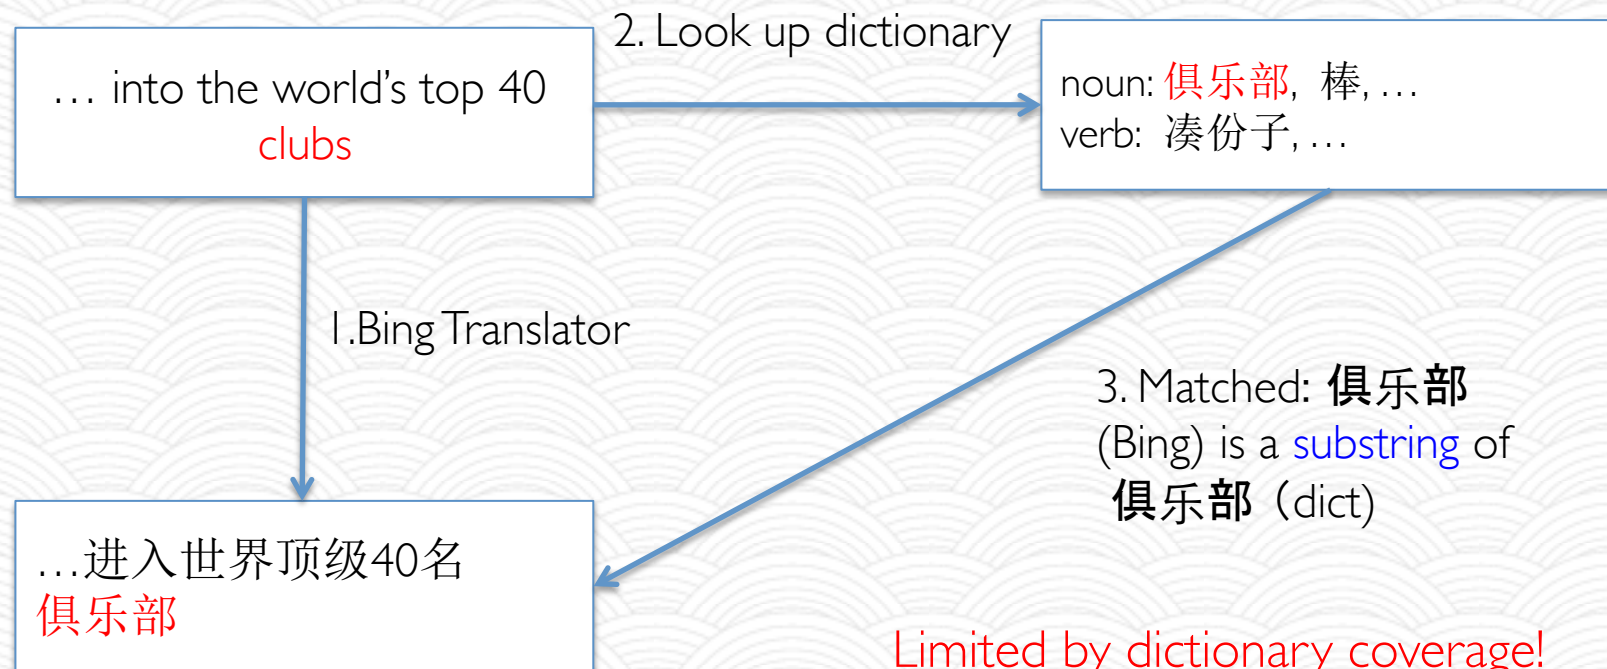 … into the world's top 40
clubs
2. Look up dictionary
noun: 俱乐部, 棒, …
verb: 凑份子, …
1.Bing Translator
3. Matched: 俱乐部
(Bing) is a substring of
俱乐部（dict)
…进入世界顶级40名
俱乐部
Limited by dictionary coverage!